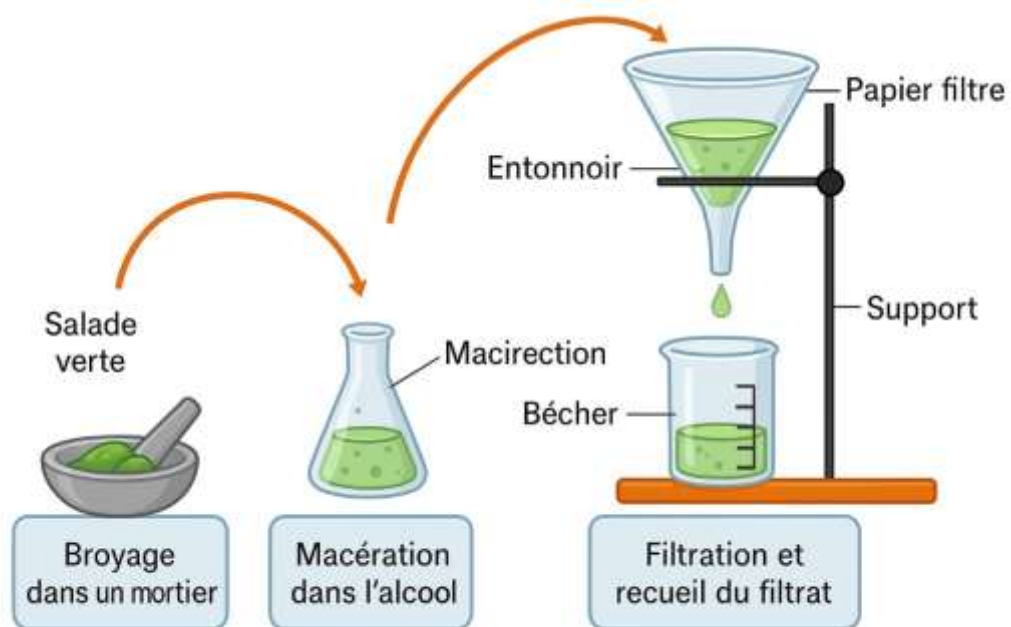 Papier filtre
Entonnoir
Salade
verte
Macirection
Support
Bécher
Broyage
dans un mortier
Macération
dans l'alcool
Filtration et
recueil du filtrat